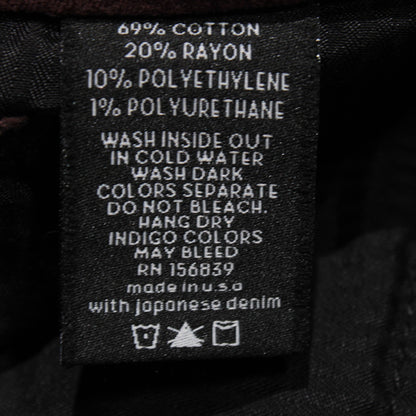 69% COTTON
20% RAYON
10% POLYETHYLENE
1% POLYURETHANE
WASH INSIDE OUT
IN COLD WATER
WASH DARK
COLORS SEPARATE
DO NOT BLEACH.
HANG DRY
INDIGO COLORS
MAY BLEED
RN 156839
made in u.s.a
with japanese denim